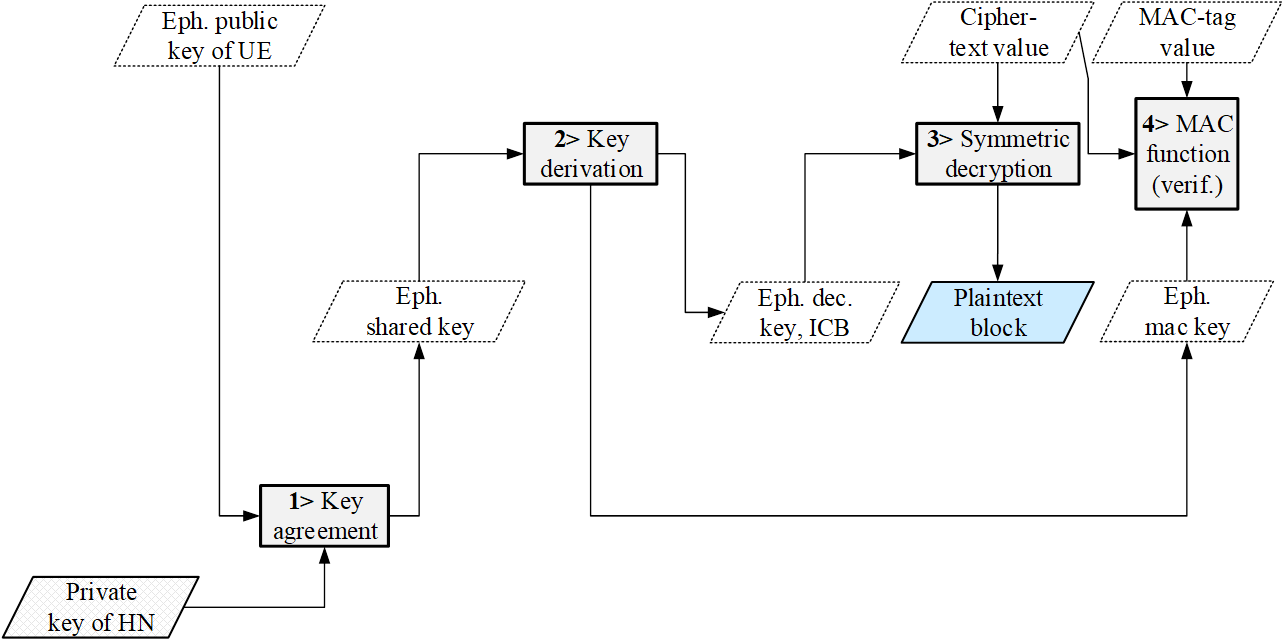 Eph. public
key of UE
Cipher-
text value
MAC-tag
value
2> Key
derivation
3> Symmetric
decryption
4> MAC
function
(verif.)
Eph.
shared key
Eph. dec.
key, ICB
Plaintext
block
Eph.
mac key
1> Key
agreement
Private
key of HN